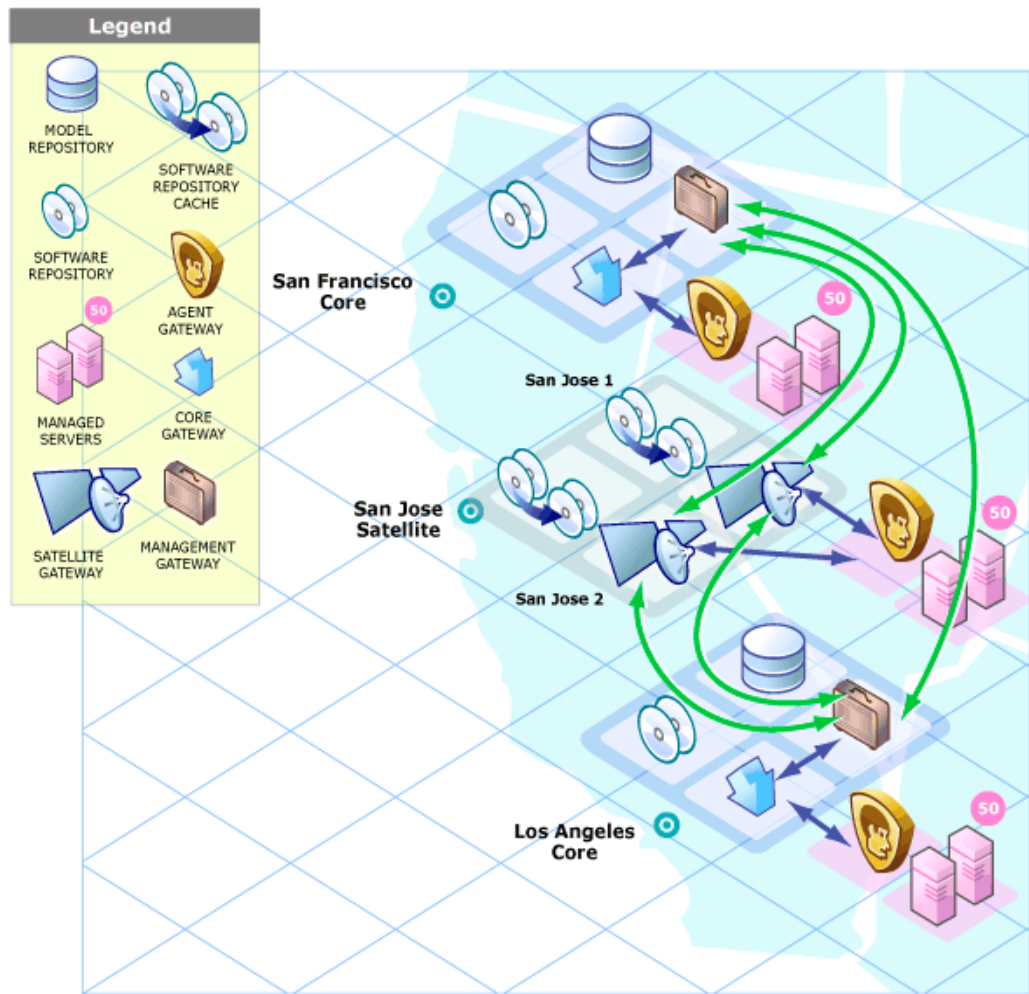 Legend
MODEL
REPOSITORY
SOFTWARE
REPOSITORY
CACHE
SOFTWARE
REPOSITORY
AGENT
GATEWAY
50
MANAGED
SERVERS
CORE
GATEWAY
SATELLITE
GATEWAY
MANAGEMENT
GATEWAY
San Francisco
Core
50
San Jose 1
San Jose
Satellite
50
San Jose 2
Los Angeles
Core
50